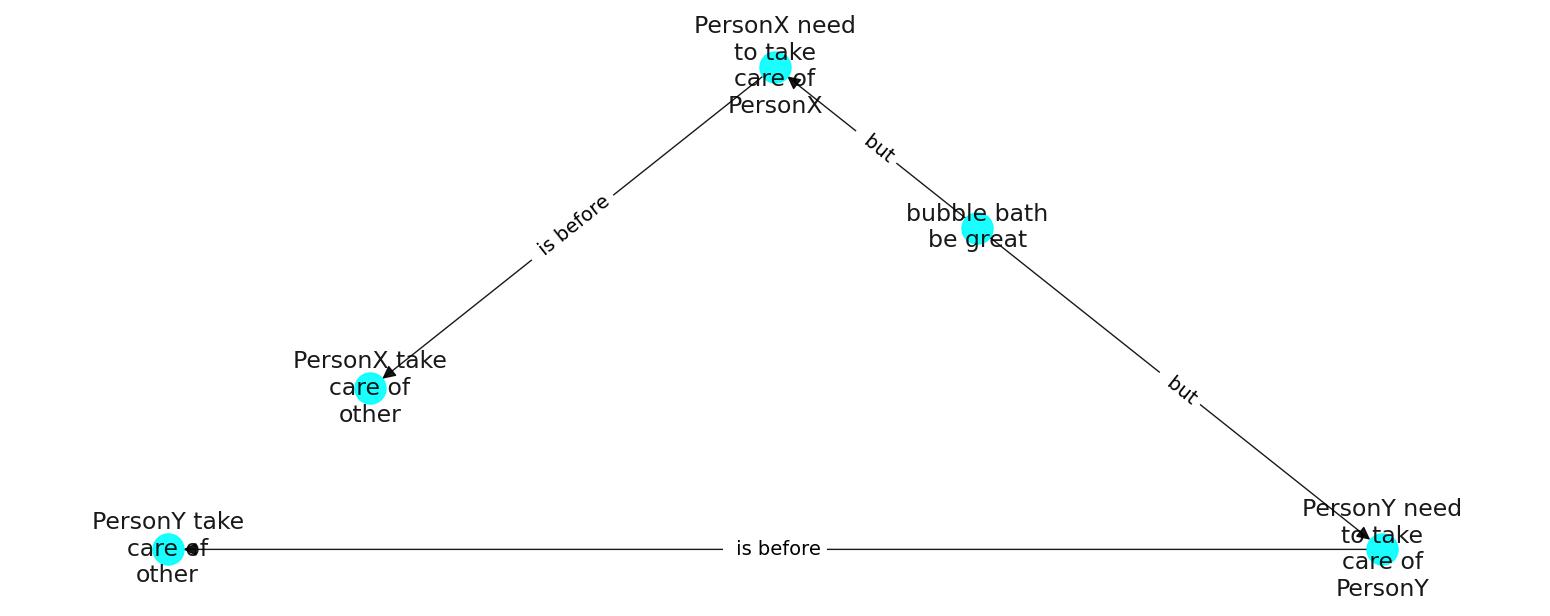 PersonX need
to take
care of
PersonX
but
is before
bubble bath
be great
PersonX take
care of
other
but
PersonY take
care of
other
is before
PersonY need
to take
care of
PersonY